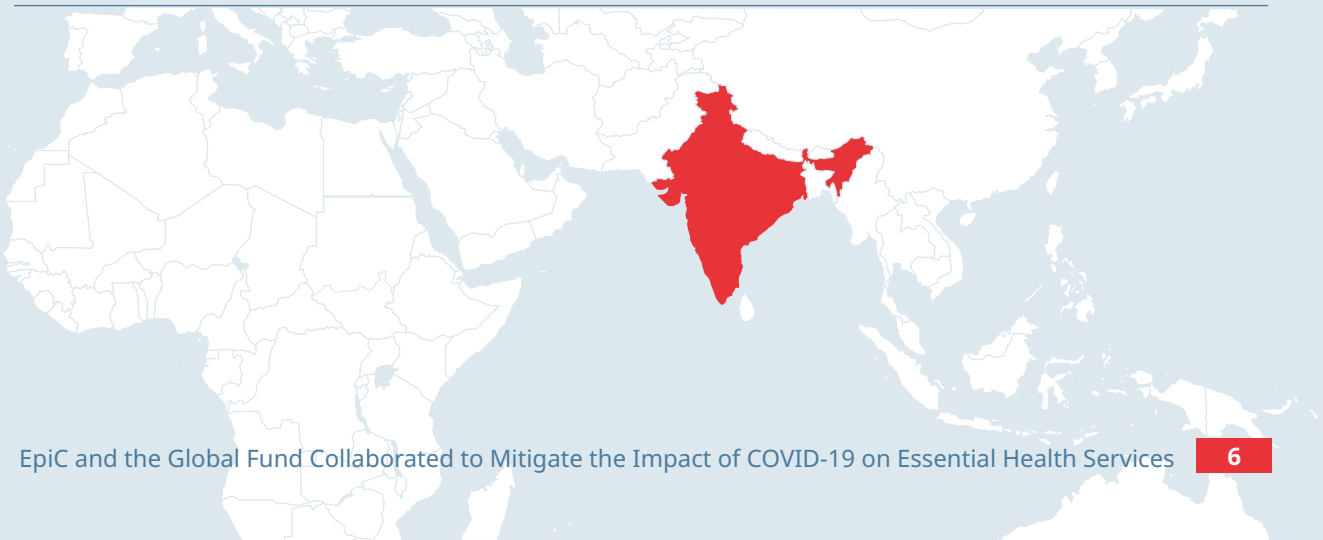 EpiC and the Global Fund Collaborated to Mitigate the Impact of COVID-19 on Essential Health Services 6